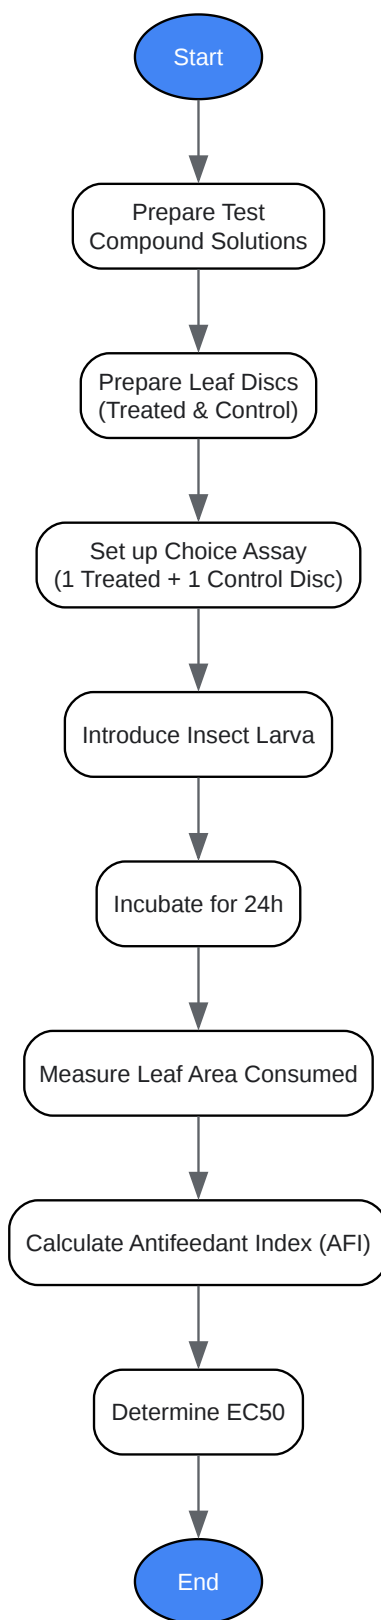 Start
Prepare Test
Compound Solutions
Prepare Leaf Discs
(Treated & Control)
Set up Choice Assay
(1 Treated + 1 Control Disc)
Introduce Insect Larva
Incubate for 24h
Measure Leaf Area Consumed
Calculate Antifeedant Index (AFI)
Determine EC50
End